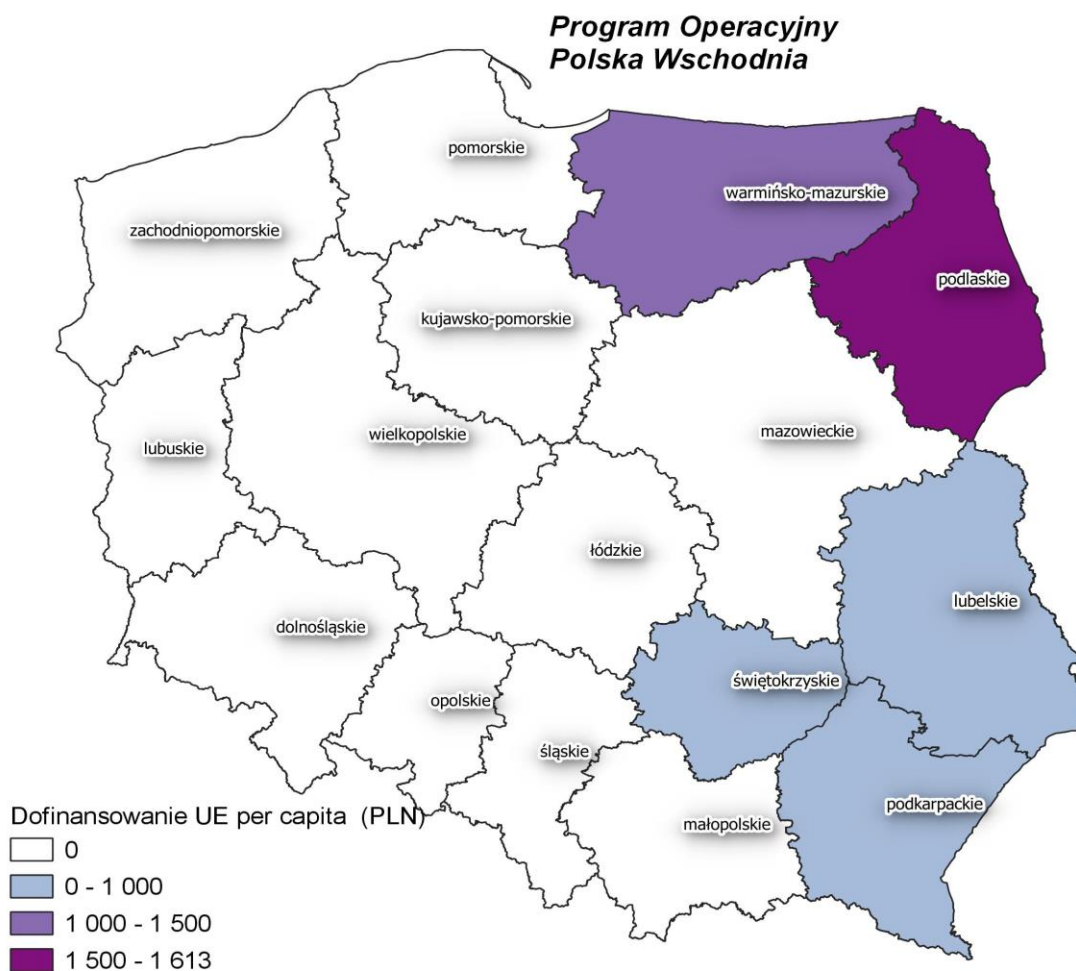 Program Operacyjny
Polska Wschodnia
pomorskie
warmińsko-mazurskie
zachodniopomorskie
podlaskie
kujawsko-pomorskie
mazowieckie
wielkopolskie
lubuskie
łódzkie
lubelskie
dolnośląskie
świętokrzyskie
opolskie
śląskie
podkarpackie
małopolskie
Dofinansowanie UE per capita (PLN)
0
0 - 1 000
1 000 - 1 500
1 500 - 1 613